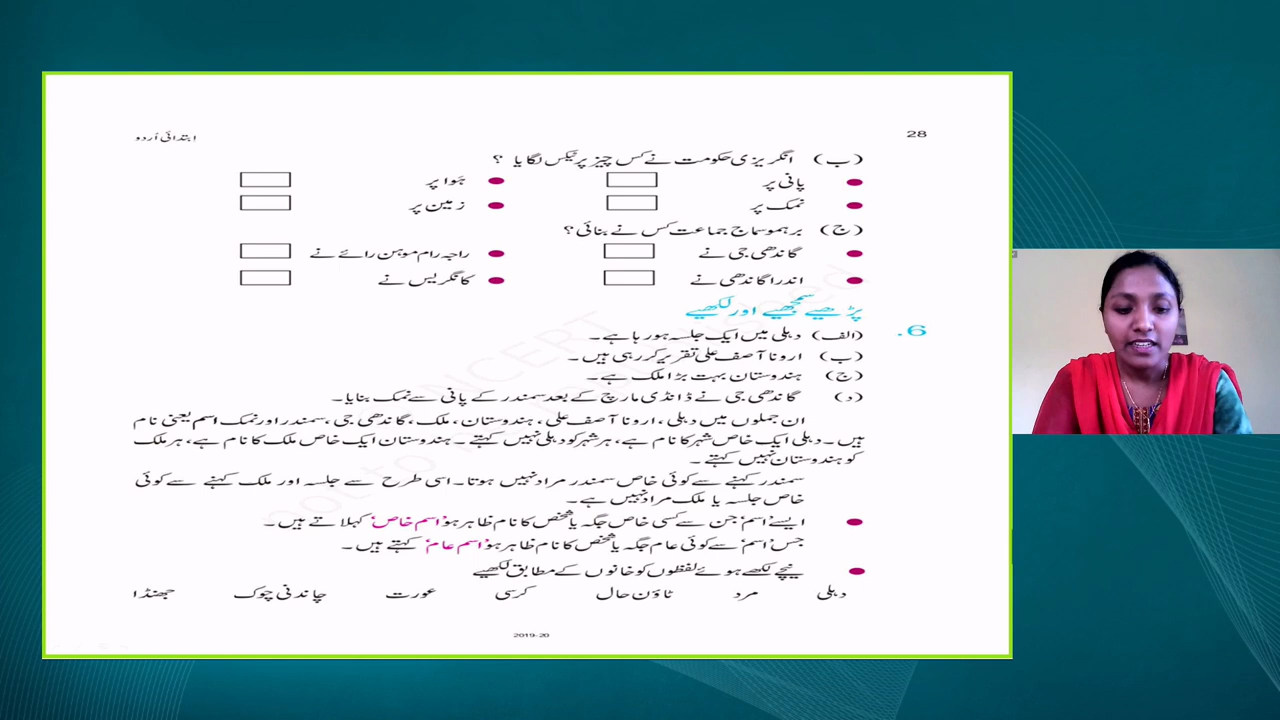 28 ابتدائی اُردو
(ب) انگریزی حکومت نے کس چیز پر ٹیکس لگایا ؟
● پانی پر ● ہَوا پر
● نمک پر ● زمین پر
(ج) برہمو سماج جماعت کس نے بنائی؟
● گاندھی جی نے ● راجہ رام موہن رائے نے
● اندرا گاندھی نے ● کانگریس نے
6. پڑھیے سمجھیے اور لکھیے
(الف) دہلی میں ایک جلسہ ہورہا ہے۔
(ب) ارونا آصف علی تقریر کررہی ہیں۔
(ج) ہندوستان بہت بڑا ملک ہے۔
(د) گاندھی جی نے ڈانڈی مارچ کے بعد سمندر کے پانی سے نمک بنایا۔
ان جملوں میں دہلی، ارونا آصف علی، ہندوستان، ملک، گاندھی جی، سمندر اور نمک اسم یعنی نام
ہیں۔ دہلی ایک خاص شہر کا نام ہے، ہر شہر کو دہلی نہیں کہتے۔ ہندوستان ایک خاص ملک کا نام ہے، ہر ملک
کو ہندوستان نہیں کہتے۔
سمندر کہنے سے کوئی خاص سمندر مراد نہیں ہوتا۔ اسی طرح سے جلسہ اور ملک کہنے سے کوئی
خاص جلسہ یا ملک مراد نہیں ہے۔
● ایسے 'اسم' جن سے کسی خاص جگہ یا شخص کا نام ظاہر ہو 'اسم خاص' کہلاتے ہیں۔
جس 'اسم' سے کوئی عام جگہ یا شخص کا نام ظاہر ہو 'اسم عام' کہتے ہیں۔
● نیچے لکھے ہوئے لفظوں کو خانوں کے مطابق لکھیے
دہلی مرد ٹاؤن حال کرسی عورت چاندنی چوک جھنڈا
2019-20